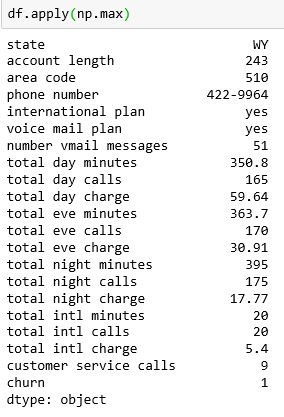 df.apply(np.max)
state WY
account length 243
area code 510
phone number 422-9964
international plan yes
voice mail plan yes
number vmail messages 51
total day minutes 350.8
total day calls 165
total day charge 59.64
total eve minutes 363.7
total eve calls 170
total eve charge 30.91
total night minutes 395
total night calls 175
total night charge 17.77
total intl minutes 20
total intl calls 20
total intl charge 5.4
customer service calls 9
churn 1
dtype: object